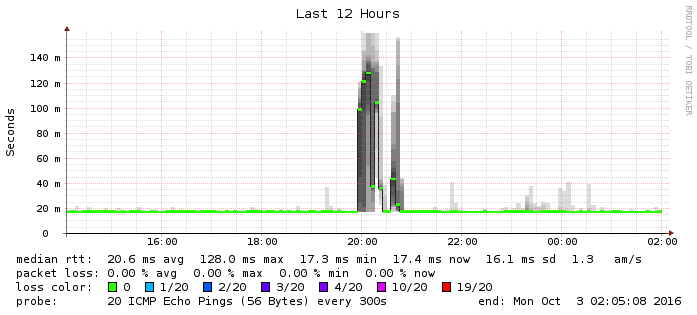 Last 12 Hours
RRDTOOL / TOBI OETIKER
Seconds
140 m
120 m
100 m
80 m
60 m
40 m
20 m
0
16:00 18:00 20:00 22:00 00:00 02:00
median rtt: 20.6 ms avg 128.0 ms max 17.3 ms min 17.4 ms now 16.1 ms sd 1.3 am/s
packet loss: 0.00 % avg 0.00 % max 0.00 % min 0.00 % now
loss color: 0 1/20 2/20 3/20 4/20 10/20 19/20
probe: 20 ICMP Echo Pings (56 Bytes) every 300s end: Mon Oct 3 02:05:08 2016